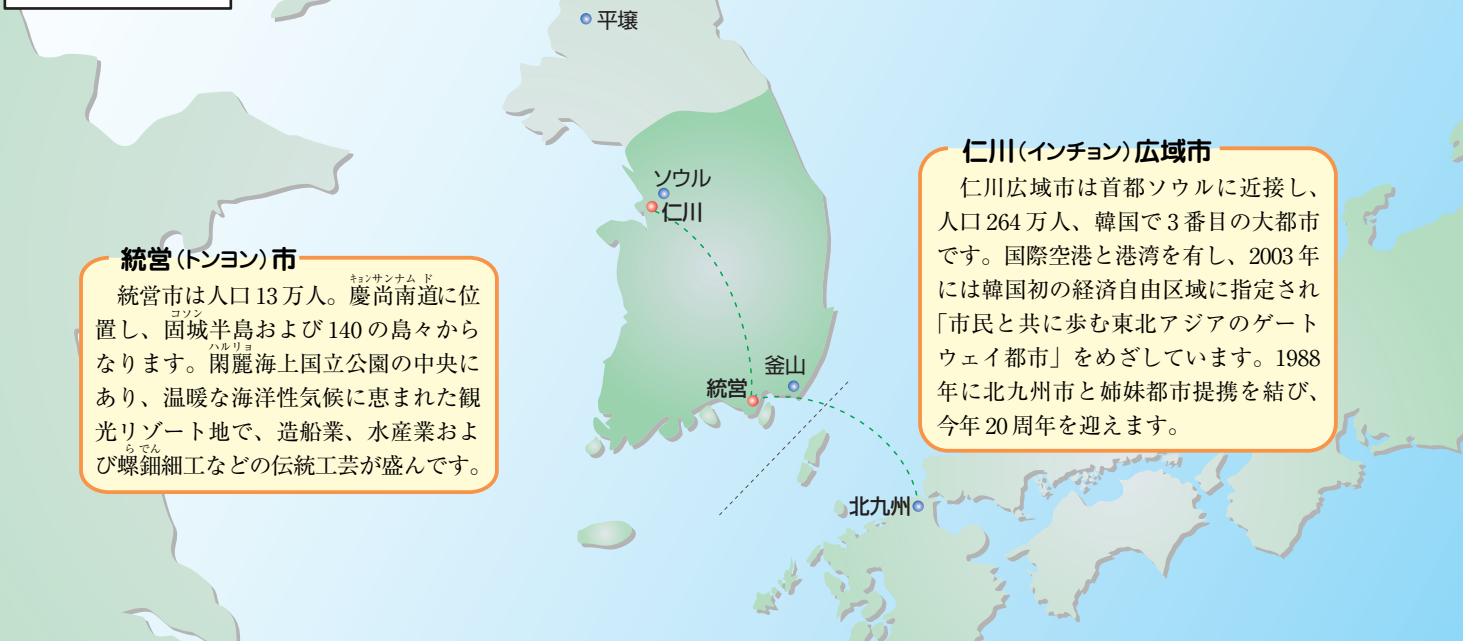 平壌
ソウル
仁川
統営
釜山
北九州
統営(トンヨン)市
統営市は人口13万人。慶尚南道に位
キョンサンナム ド
置し、固城半島および140の島々から
コソン
なります。閑麗海上国立公園の中央に
ハルリョ
あり、温暖な海洋性気候に恵まれた観
光リゾート地で、造船業、水産業およ
び螺鈿細工などの伝統工芸が盛んです。
らでん
仁川(インチョン)広域市
仁川広域市は首都ソウルに近接し、
人口264万人、韓国で3番目の大都市
です。国際空港と港湾を有し、2003年
には韓国初の経済自由区域に指定され
「市民と共に歩む東北アジアのゲート
ウェイ都市」をめざしています。1988
年に北九州市と姉妹都市提携を結び、
今年20周年を迎えます。